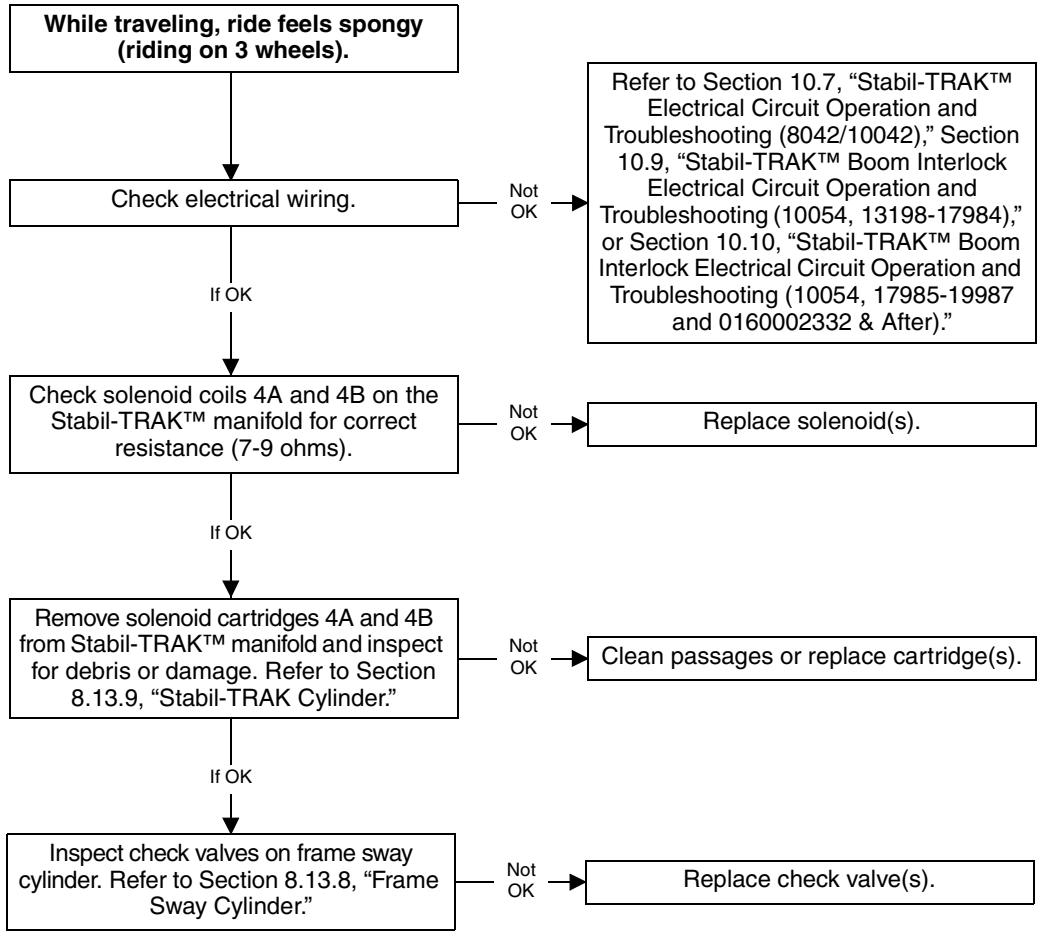 While traveling, ride feels spongy
(riding on 3 wheels).
Check electrical wiring.
Not
OK
Refer to Section 10.7, “Stabil-TRAK™
Electrical Circuit Operation and
Troubleshooting (8042/10042),” Section
10.9, “Stabil-TRAK™ Boom Interlock
Electrical Circuit Operation and
Troubleshooting (10054, 13198-17984),”
or Section 10.10, “Stabil-TRAK™ Boom
Interlock Electrical Circuit Operation and
Troubleshooting (10054, 17985-19987
and 0160002332 & After).”
If OK
Check solenoid coils 4A and 4B on the
Stabil-TRAK™ manifold for correct
resistance (7-9 ohms).
Not
OK
Replace solenoid(s).
If OK
Remove solenoid cartridges 4A and 4B
from Stabil-TRAK™ manifold and inspect
for debris or damage. Refer to Section
8.13.9, “Stabil-TRAK Cylinder.”
Not
OK
Clean passages or replace cartridge(s).
If OK
Inspect check valves on frame sway
cylinder. Refer to Section 8.13.8, “Frame
Sway Cylinder.”
Not
OK
Replace check valve(s).